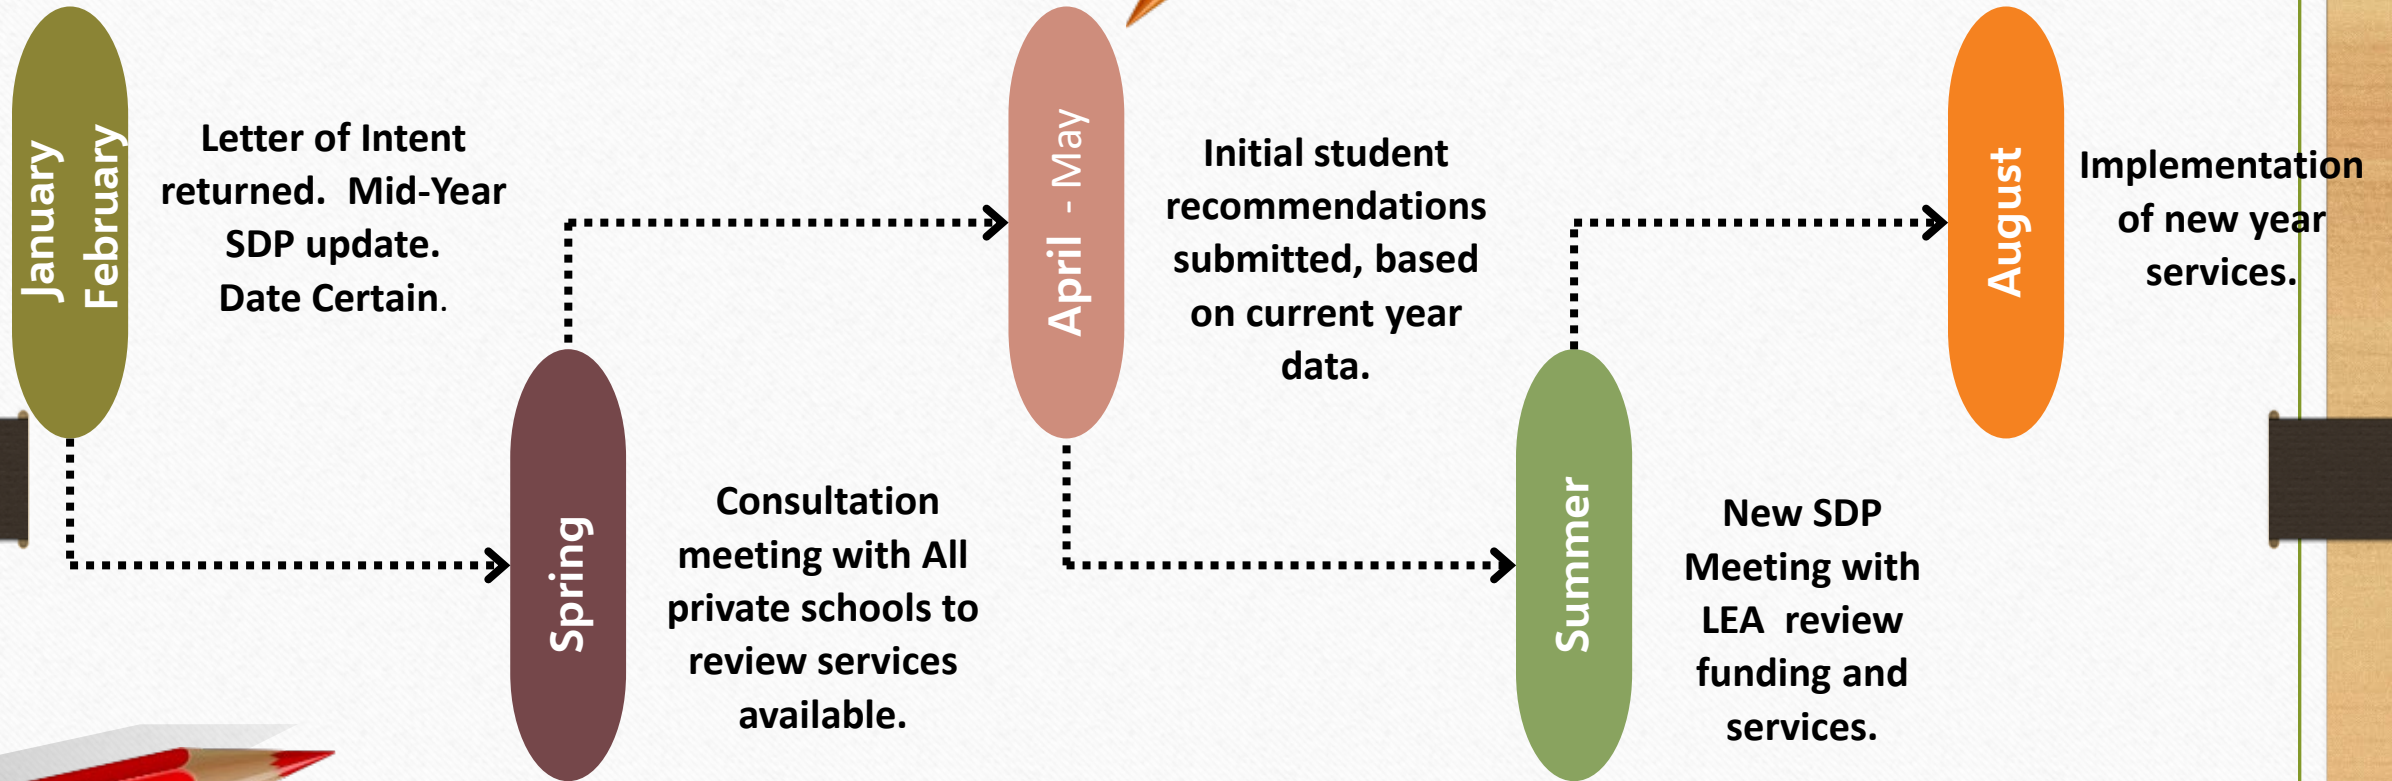 January
February
Letter of Intent
returned.  Mid-Year
SDP update.
Date Certain.
Spring
Consultation
meeting with All
private schools to
review services
available.
April - May
Initial student
recommendations
submitted, based
on current year
data.
Summer
New SDP
Meeting with
LEA  review
funding and
services.
August
Implementation
of new year
services.